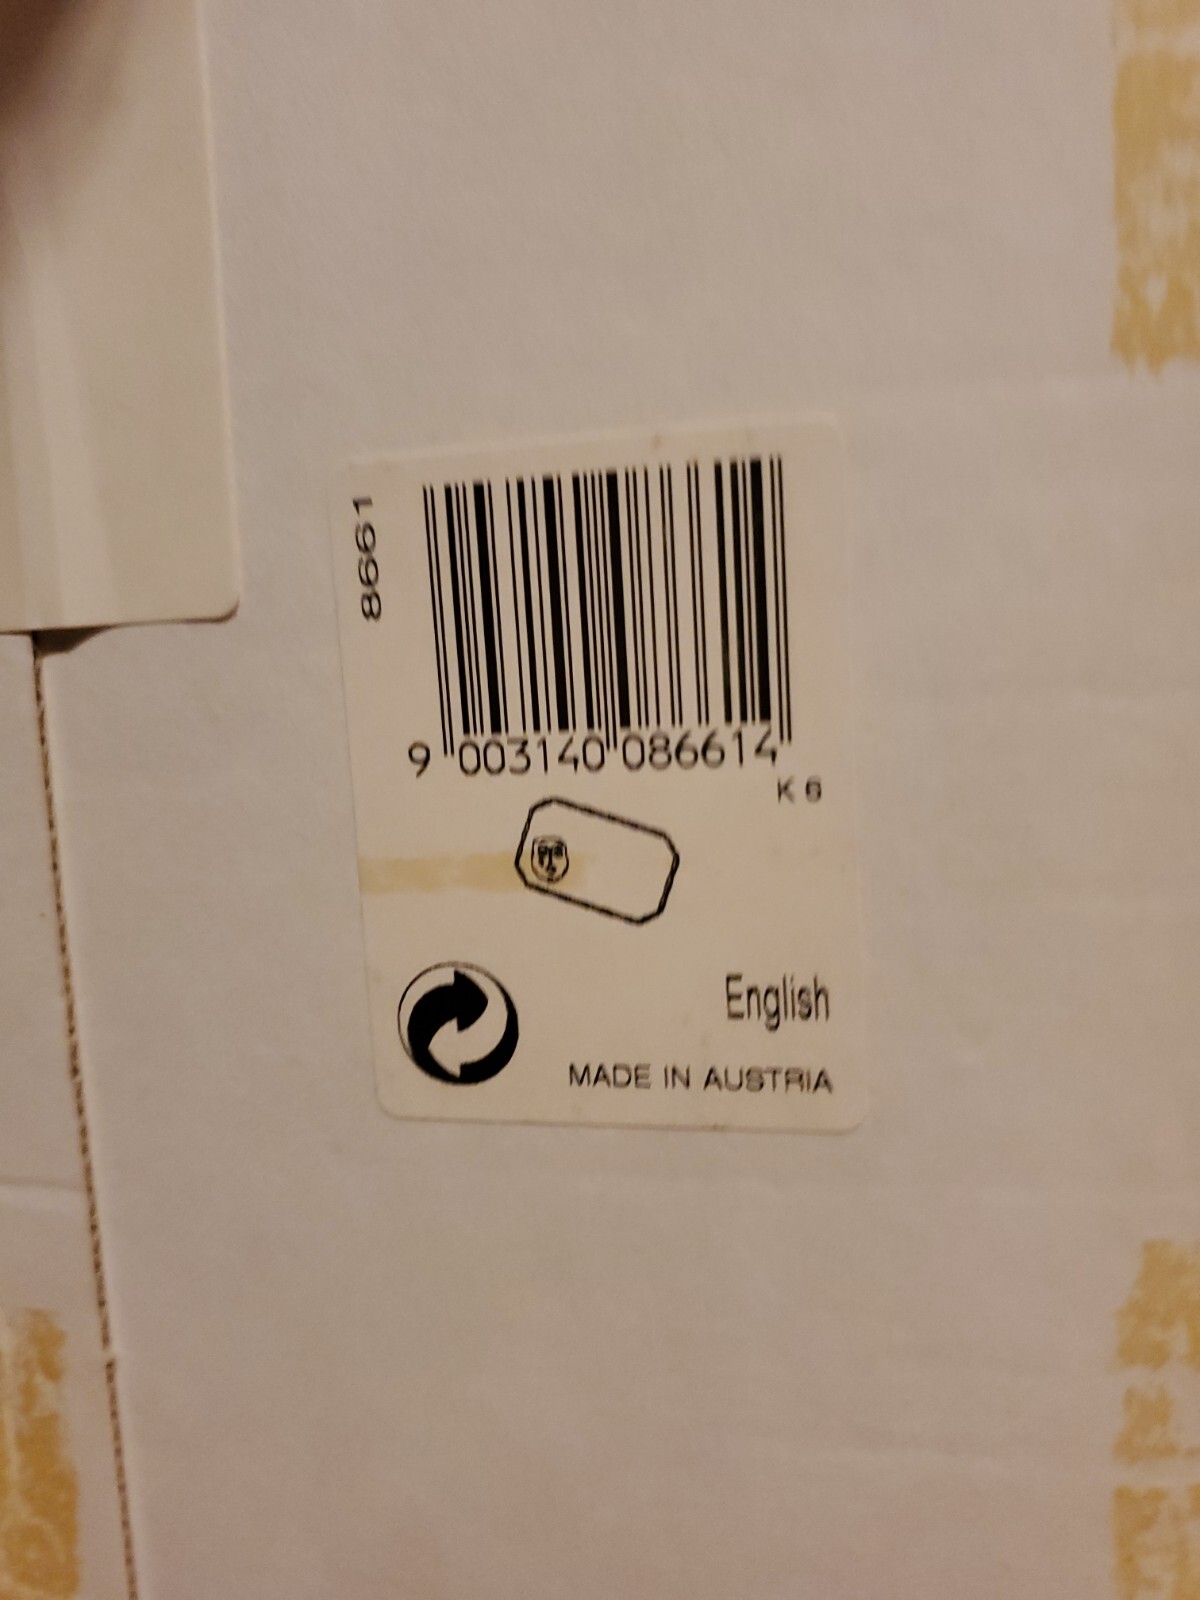 8661
9 003140 086614
K 6
English
MADE IN AUSTRIA